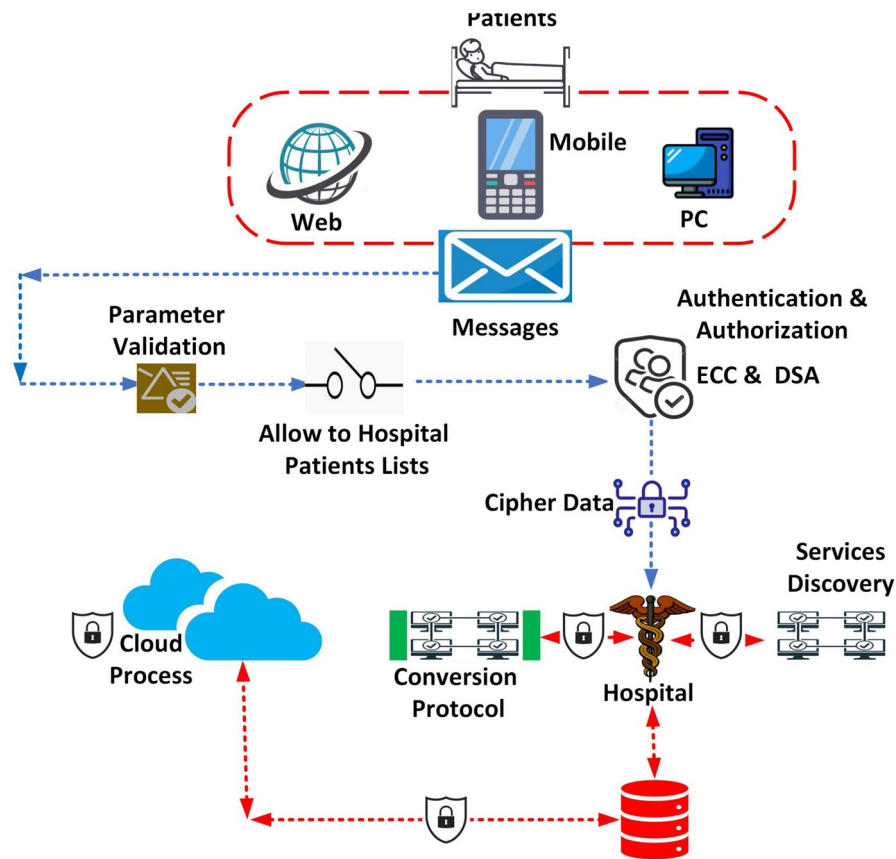 Patients
Mobile
Web
PC
Messages
Authentication &
Authorization
ECC & DSA
Parameter
Validation
Allow to Hospital
Patients Lists
Cipher Data
Services
Discovery
Cloud
Process
Conversion
Protocol
Hospital